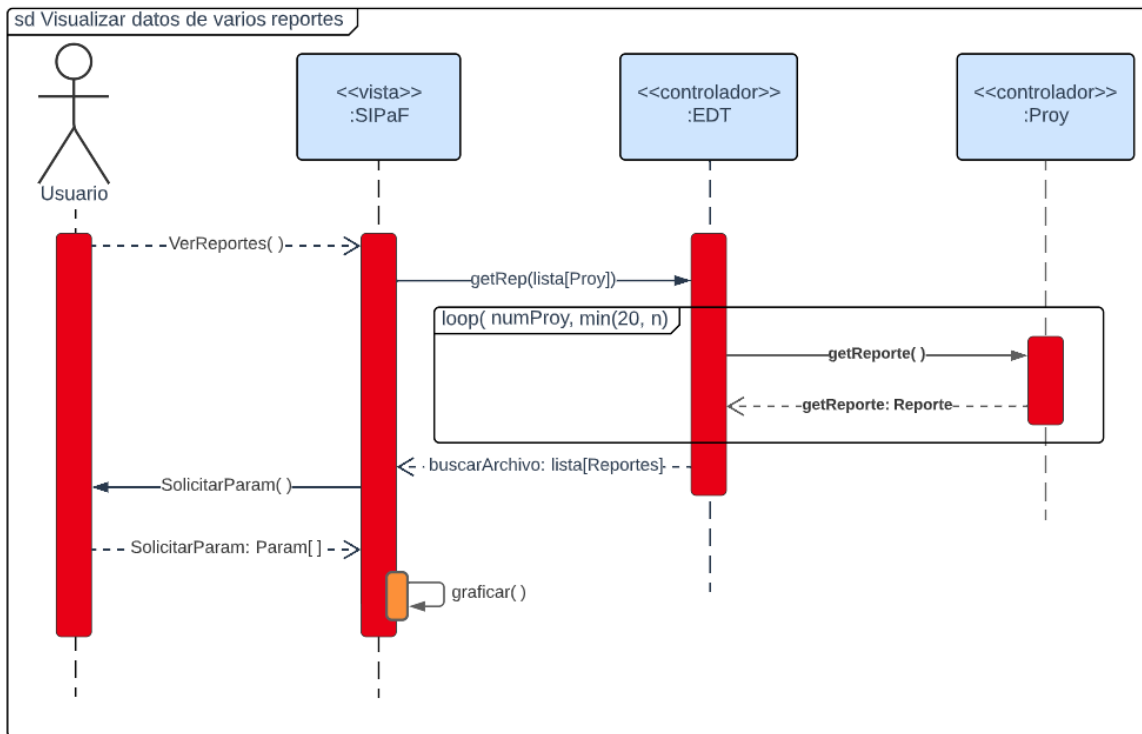 sd Visualizar datos de varios reportes
<<vista>>
:SIPaF
<<controlador>>
:EDT
<<controlador>>
:Proy
Usuario
VerReportes( )
getRep(lista[Proy])
loop( numProy, min(20, n)
getReporte( )
getReporte: Reporte
buscarArchivo: lista[Reportes]
SolicitarParam( )
SolicitarParam: Param[ ]
graficar( )